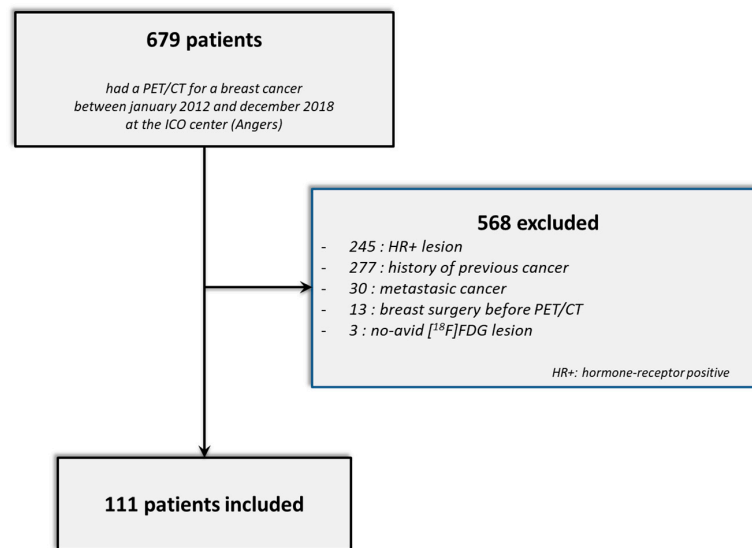 679 patients
had a PET/CT for a breast cancer
between january 2012 and december 2018
at the ICO center (Angers)
568 excluded
- 245 : HR+ lesion
- 277 : history of previous cancer
- 30 : metastasic cancer
- 13 : breast surgery before PET/CT
- 3 : no-avid [¹⁸F]FDG lesion
HR+: hormone-receptor positive
111 patients included